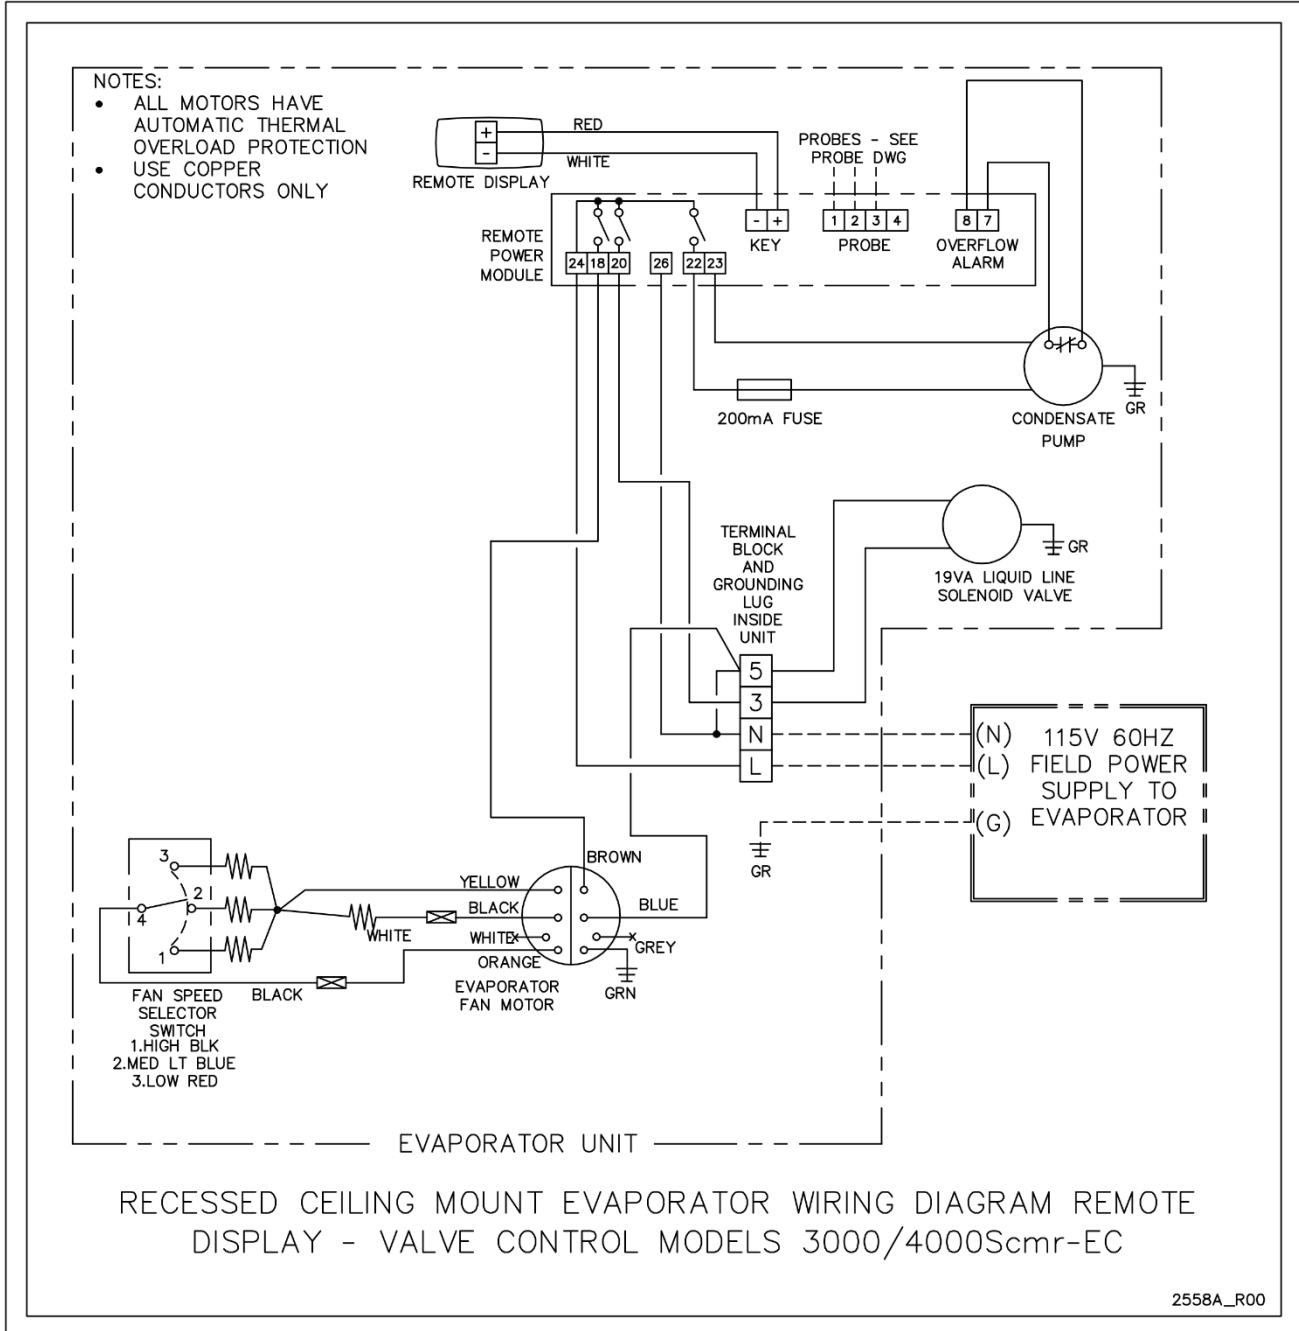 NOTES:
• ALL MOTORS HAVE
AUTOMATIC THERMAL
OVERLOAD PROTECTION
• USE COPPER
CONDUCTORS ONLY
+
-
RED
WHITE
REMOTE DISPLAY
PROBES - SEE
PROBE DWG
REMOTE
POWER
MODULE
24 18 20 26 22 23
- +
KEY
1 2 3 4
PROBE
8 7
OVERFLOW
ALARM
200mA FUSE
CONDENSATE
PUMP
GR
TERMINAL
BLOCK
AND
GROUNDING
LUG
INSIDE
UNIT
GR
19VA LIQUID LINE
SOLENOID VALVE
5
3
N
L
(N)
(L)
(G)
115V 60HZ
FIELD POWER
SUPPLY TO
EVAPORATOR
GR
3
2
4
1
FAN SPEED
SELECTOR
SWITCH
1.HIGH BLK
2.MED LT BLUE
3.LOW RED
BLACK
WHITE
YELLOW
BLACK
WHITE
ORANGE
BROWN
BLUE
GREY
GRN
EVAPORATOR
FAN MOTOR
EVAPORATOR UNIT
RECESSED CEILING MOUNT EVAPORATOR WIRING DIAGRAM REMOTE
DISPLAY - VALVE CONTROL MODELS 3000/4000Scmr-EC
2558A_R00